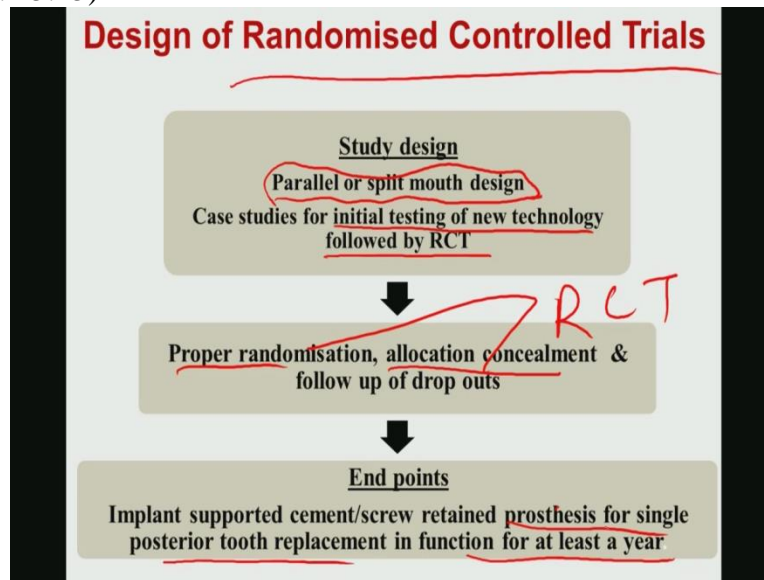 Design of Randomised Controlled Trials
Study design
Parallel or split mouth design
Case studies for initial testing of new technology
followed by RCT
RCT
Proper randomisation, allocation concealment &
follow up of drop outs
End points
Implant supported cement/screw retained prosthesis for single
posterior tooth replacement in function for at least a year.